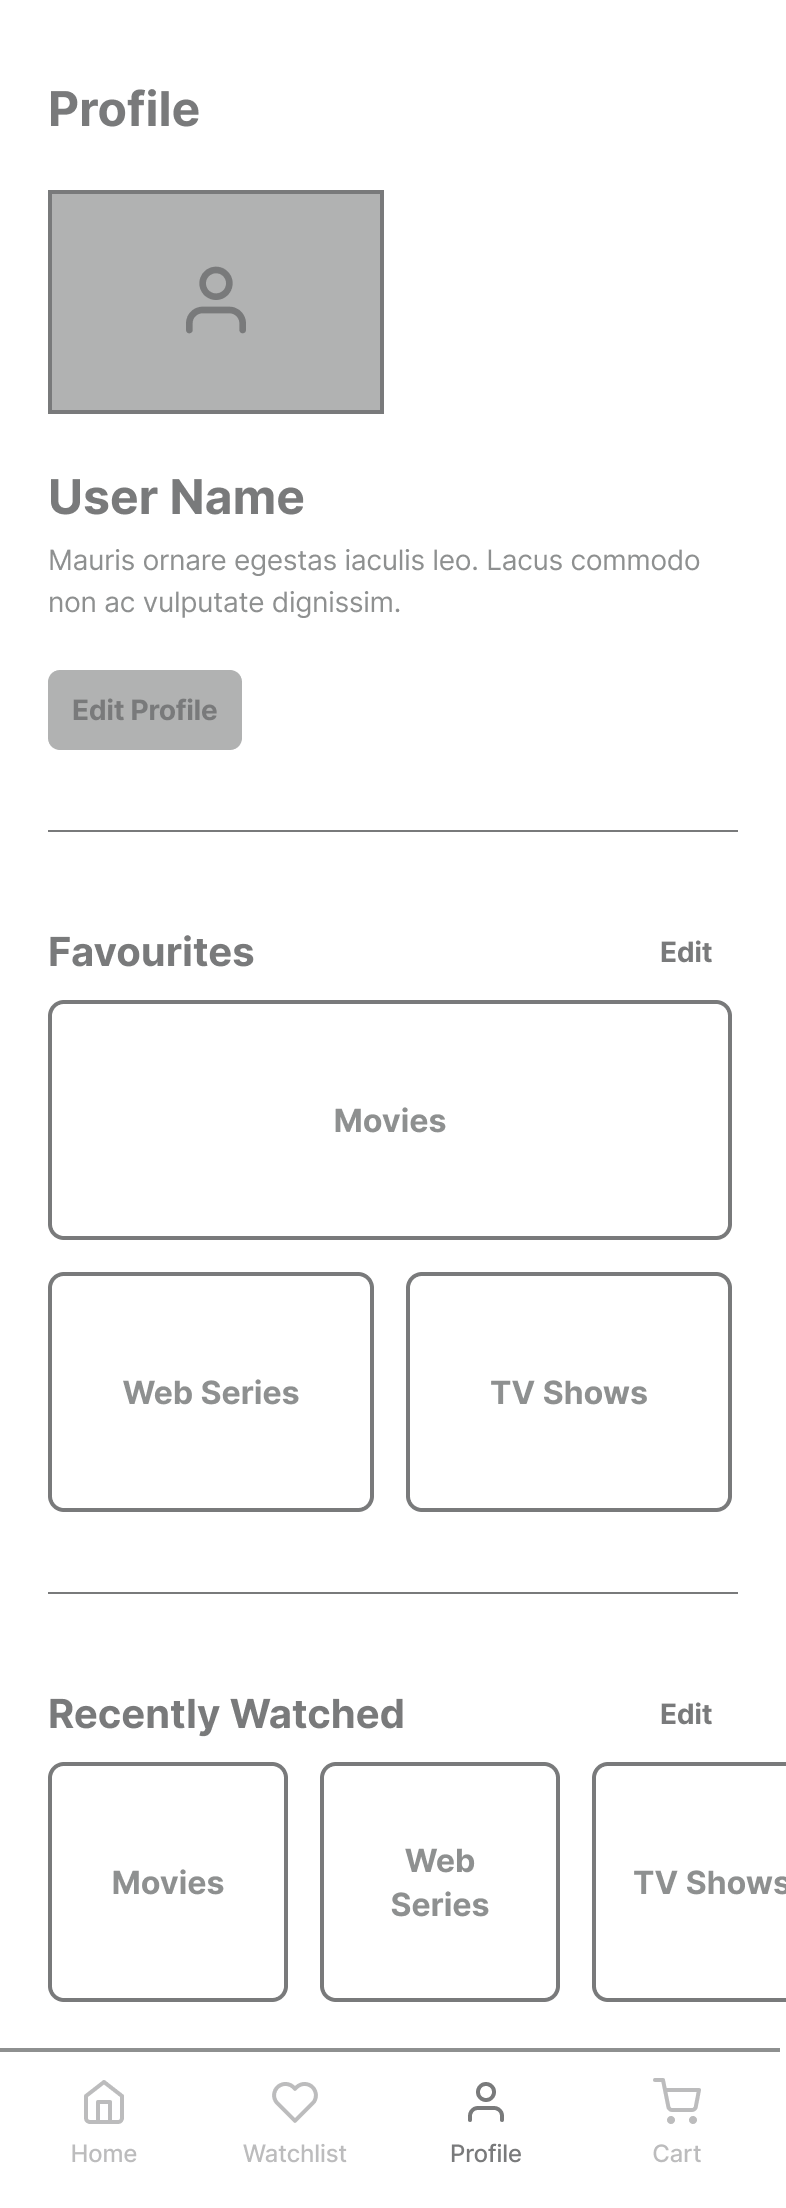 Profile
User Name
Mauris ornare egestas iaculis leo. Lacus commodo
non ac vulputate dignissim.
Edit Profile
Favourites
Edit
Movies
Web Series
TV Shows
Recently Watched
Edit
Movies
Web
Series
TV Shows
Home
Watchlist
Profile
Cart